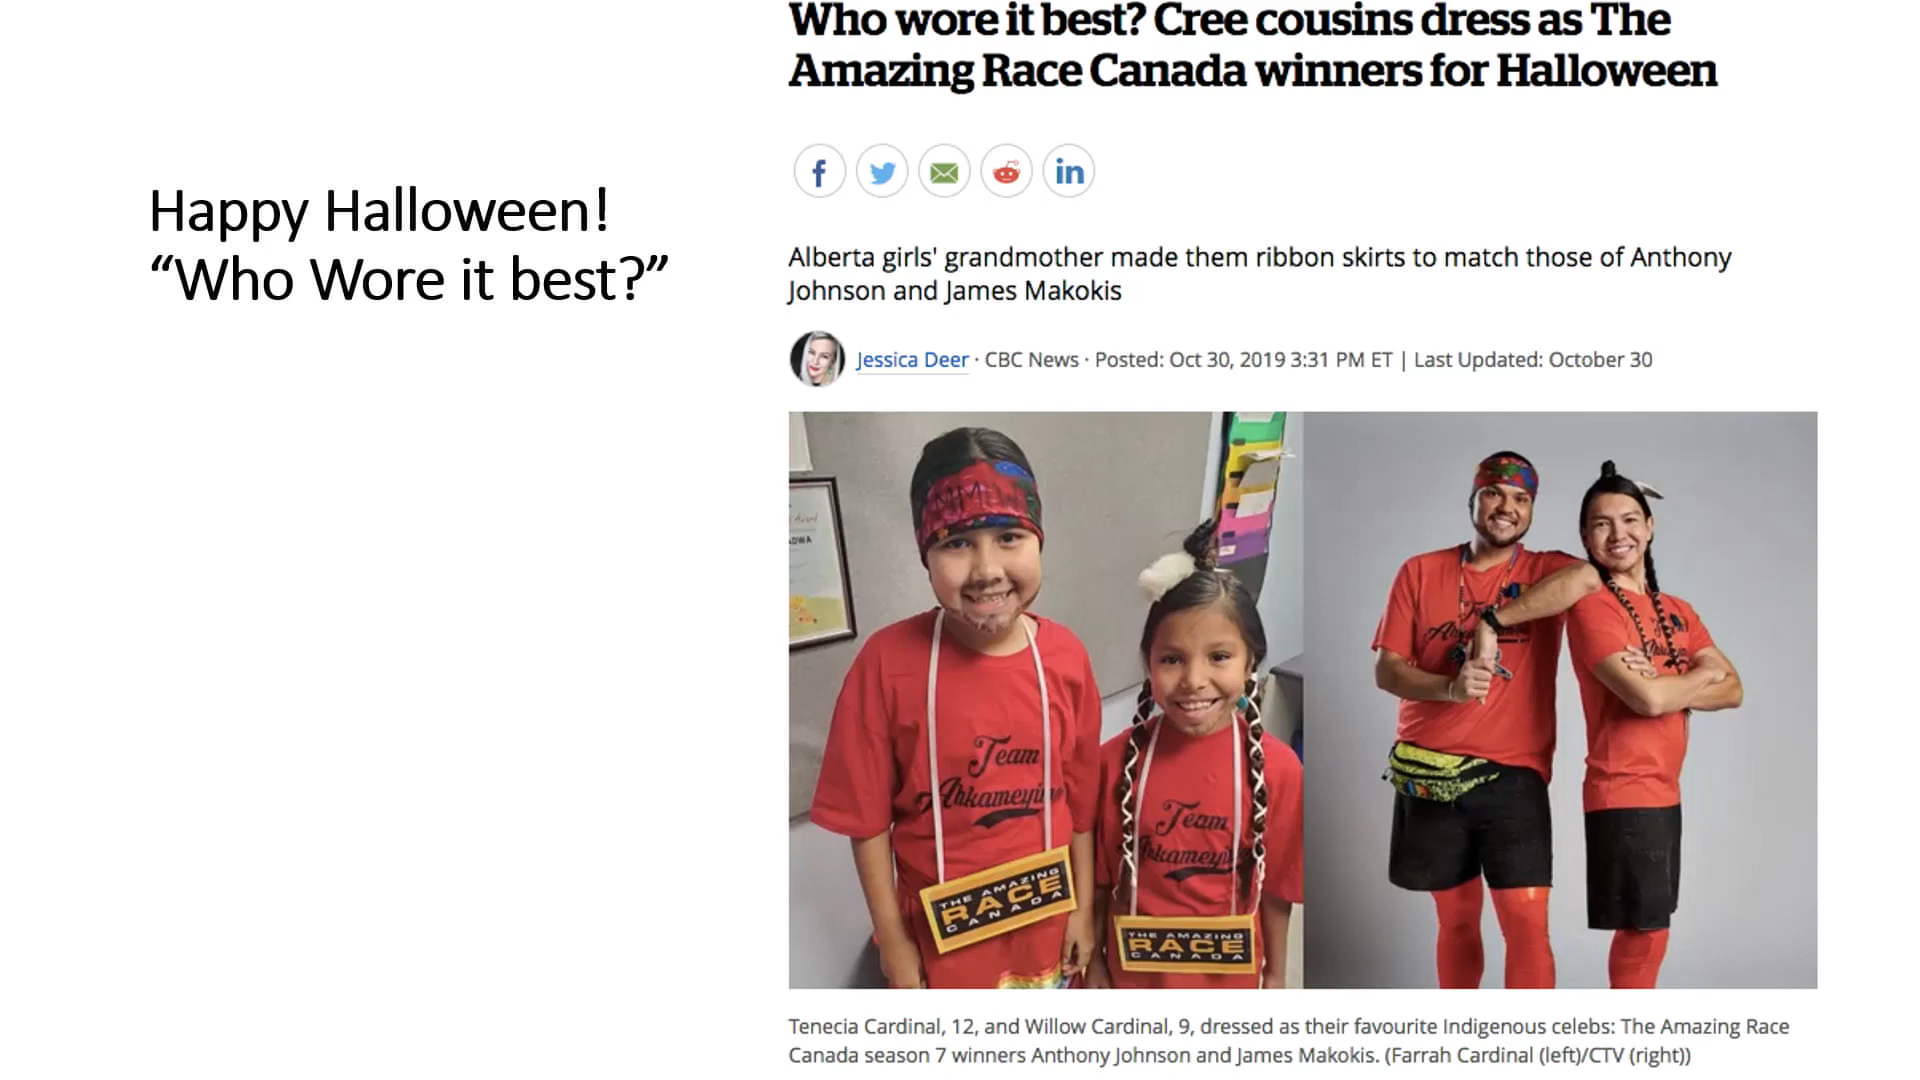 Happy Halloween!
“Who Wore it best?”
Who wore it best? Cree cousins dress as The
Amazing Race Canada winners for Halloween
Alberta girls' grandmother made them ribbon skirts to match those of Anthony
Johnson and James Makokis
Jessica Deer · CBC News · Posted: Oct 30, 2019 3:31 PM ET | Last Updated: October 30
Team
THE AMAZING
RACE
CANADA
Team
THE AMAZING
RACE
CANADA
Tenecia Cardinal, 12, and Willow Cardinal, 9, dressed as their favourite Indigenous celebs: The Amazing Race
Canada season 7 winners Anthony Johnson and James Makokis. (Farrah Cardinal (left)/CTV (right))